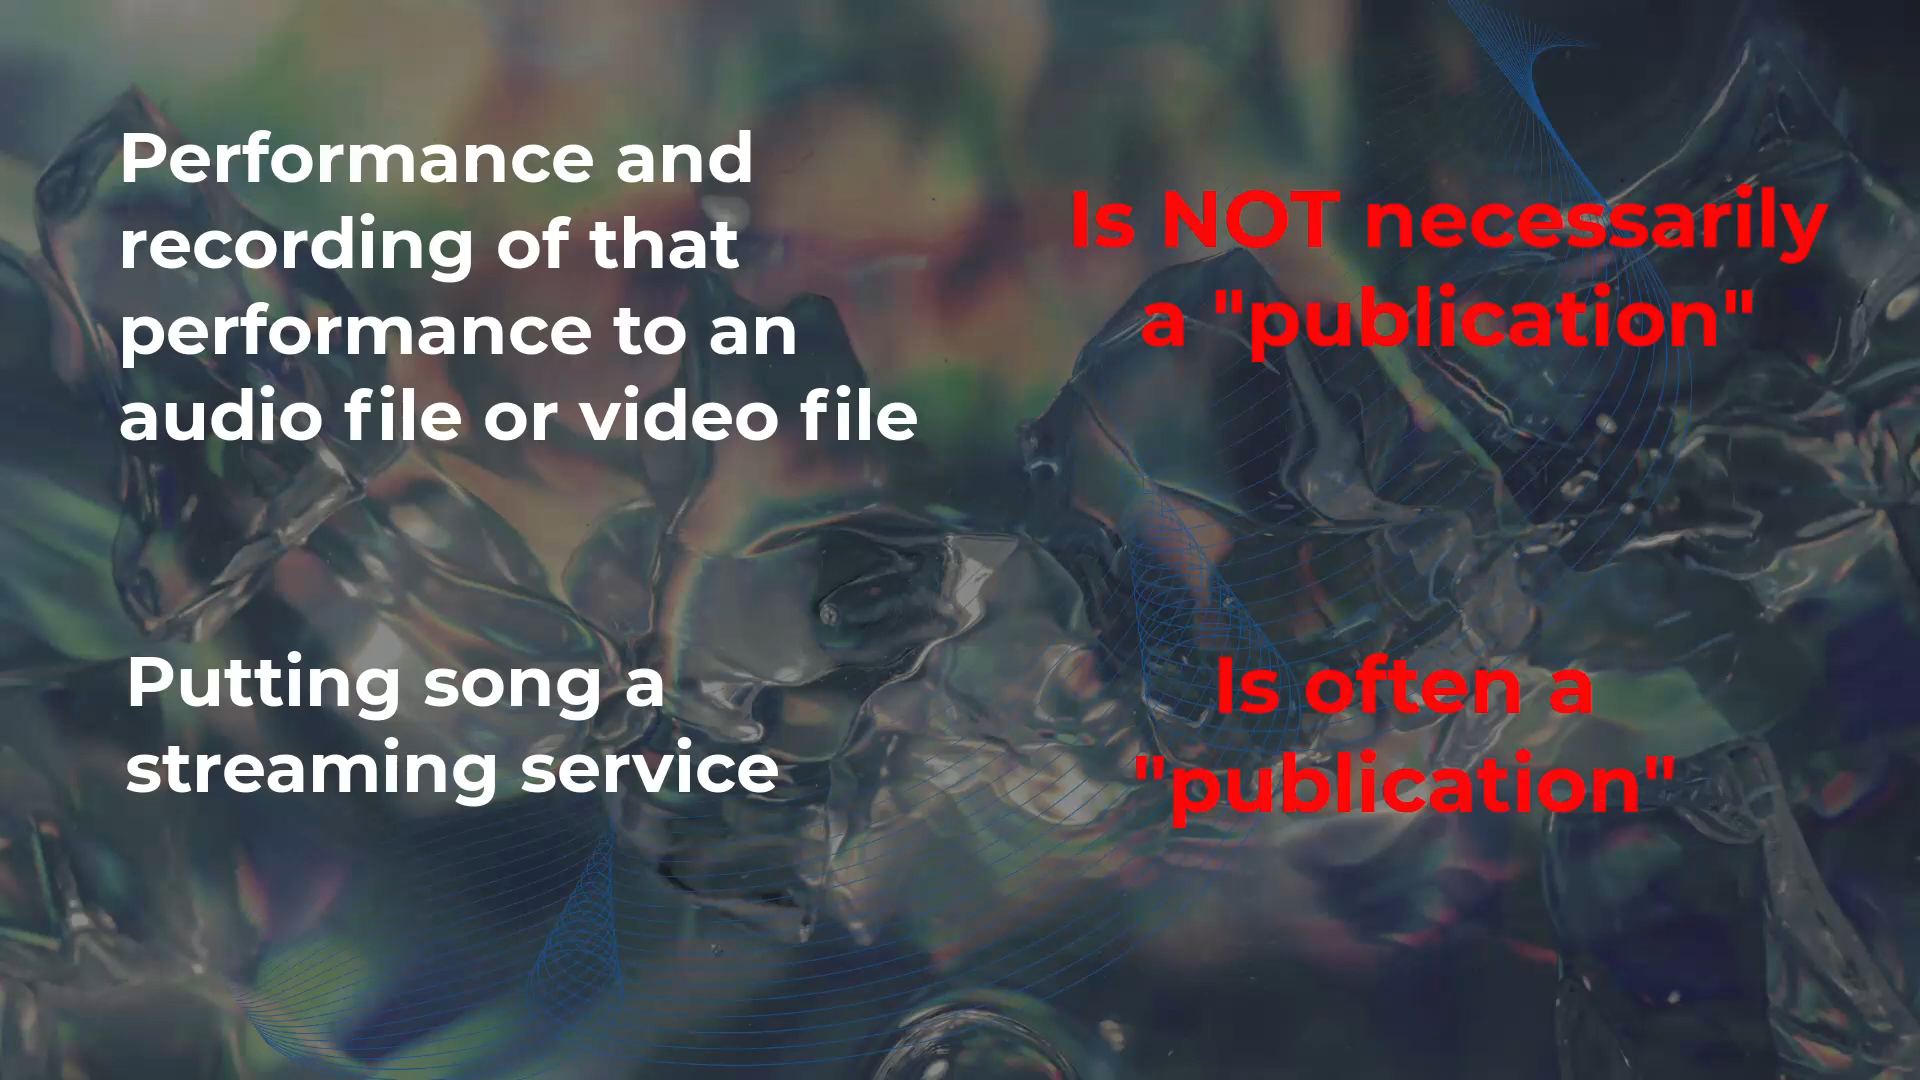 Performance and
recording of that
performance to an
audio file or video file
Is NOT necessarily
a "publication"
Putting song a
streaming service
Is often a
"publication"